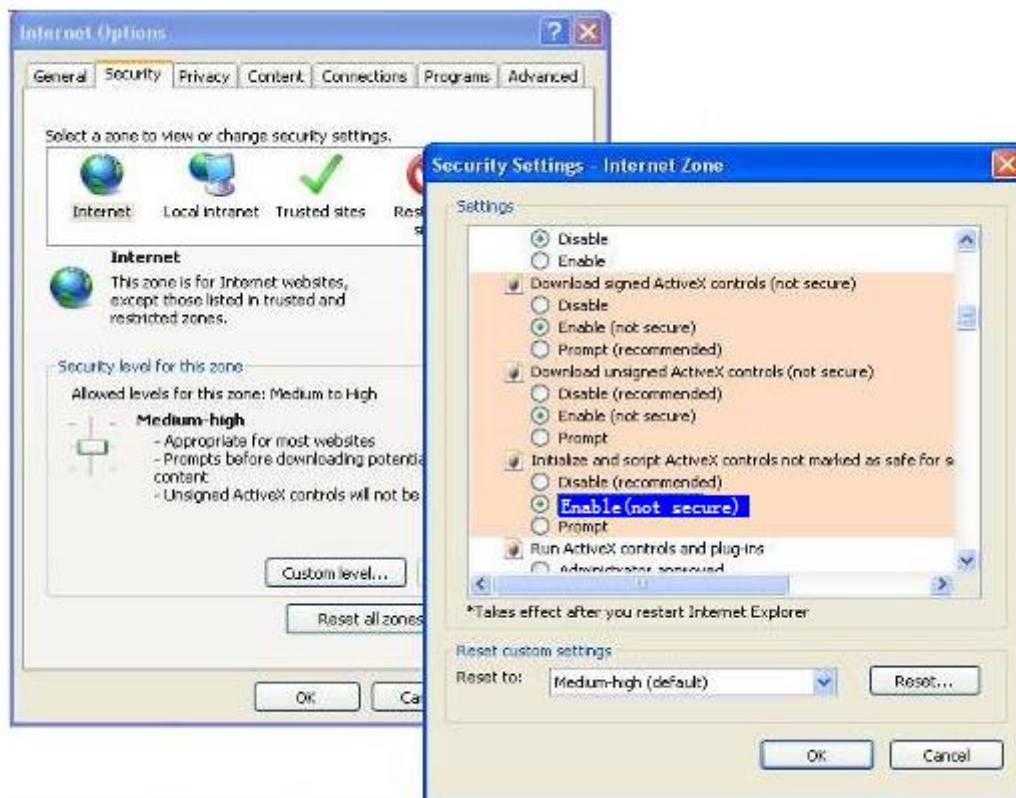 Internet Options
General Security Privacy Content Connections Programs Advanced
Select a zone to view or change security settings.
Internet Local intranet Trusted sites
Internet
This zone is for Internet websites,
except those listed in trusted and
restricted zones.
Security level for this zone
Allowed levels for this zone: Medium to High
Medium-high
- Appropriate for most websites
- Prompts before downloading
content
- Unsigned ActiveX controls will not be
Custom level...
Reset all zones
OK
Security Settings - Internet Zone
Settings
Disable
Enable
Download signed ActiveX controls (not secure)
Disable
Enable (not secure)
Prompt (recommended)
Download unsigned ActiveX controls (not secure)
Disable (recommended)
Enable (not secure)
Prompt
Initialize and script ActiveX controls not marked as safe for s
Disable (recommended)
Enable(not secure)
Prompt
Run ActiveX controls and plug-ins
Administrator approved
*Takes effect after you restart Internet Explorer
Reset custom settings
Reset to: Medium-high (default) Reset...
OK Cancel